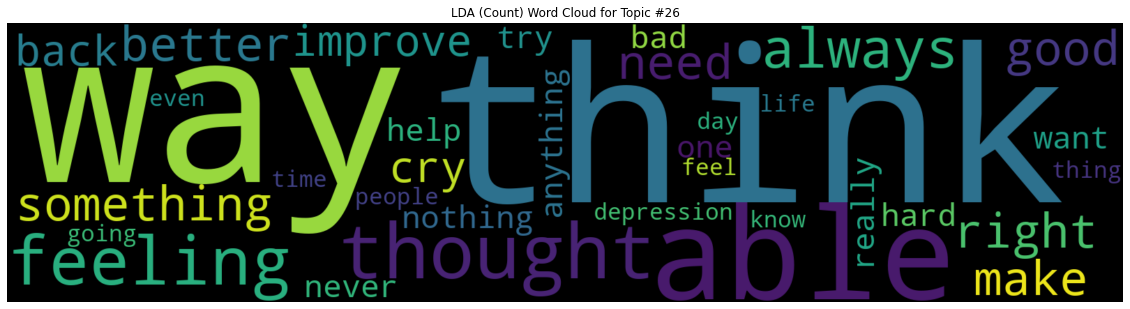 LDA (Count) Word Cloud for Topic #26
back better improve try bad need always good
way think
even help cry anything day one feel life want thing
something time people nothing depression know really hard right
going feeling never thought able make